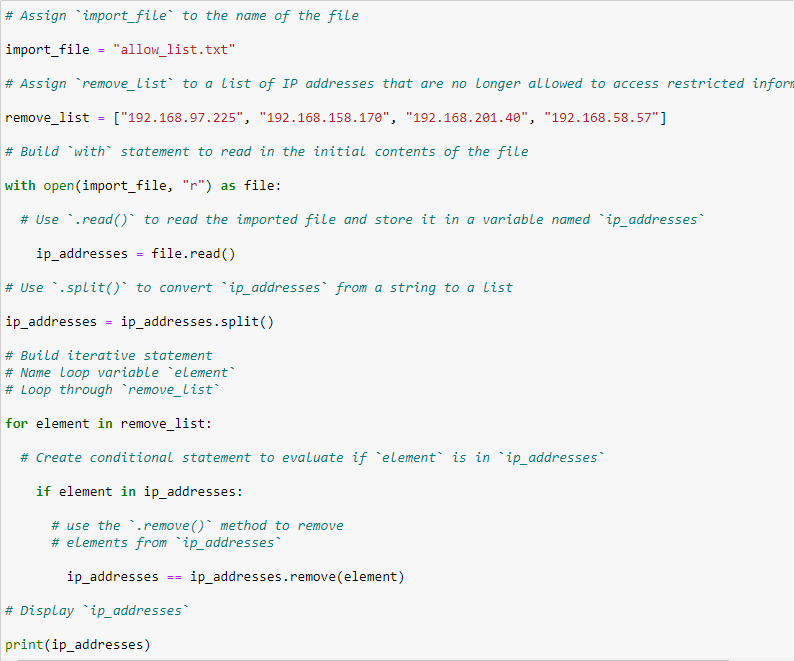 # Assign `import_file` to the name of the file
import_file = "allow_list.txt"
# Assign `remove_list` to a list of IP addresses that are no longer allowed to access restricted
remove_list = ["192.168.97.225", "192.168.158.170", "192.168.201.40", "192.168.58.57"]
# Build `with` statement to read in the initial contents of the file
with open(import_file, "r") as file:
# Use `.read()` to read the imported file and store it in a variable named `ip_addresses`
ip_addresses = file.read()
# Use `.split()` to convert `ip_addresses` from a string to a list
ip_addresses = ip_addresses.split()
# Build iterative statement
# Name loop variable `element`
# Loop through `remove_list`
for element in remove_list:
# Create conditional statement to evaluate if `element` is in `ip_addresses`
if element in ip_addresses:
# use the `.remove()` method to remove
# elements from `ip_addresses`
ip_addresses == ip_addresses.remove(element)
# Display `ip_addresses`
print(ip_addresses)